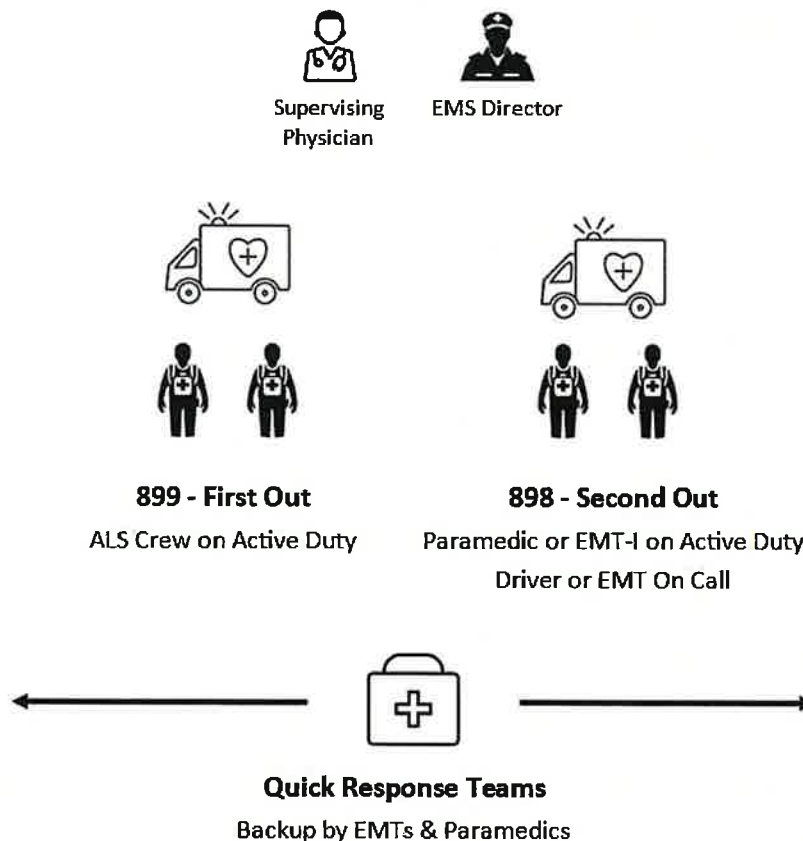 Supervising
Physician
EMS Director
899 - First Out
ALS Crew on Active Duty
898 - Second Out
Paramedic or EMT-I on Active Duty
Driver or EMT On Call
Quick Response Teams
Backup by EMTs & Paramedics